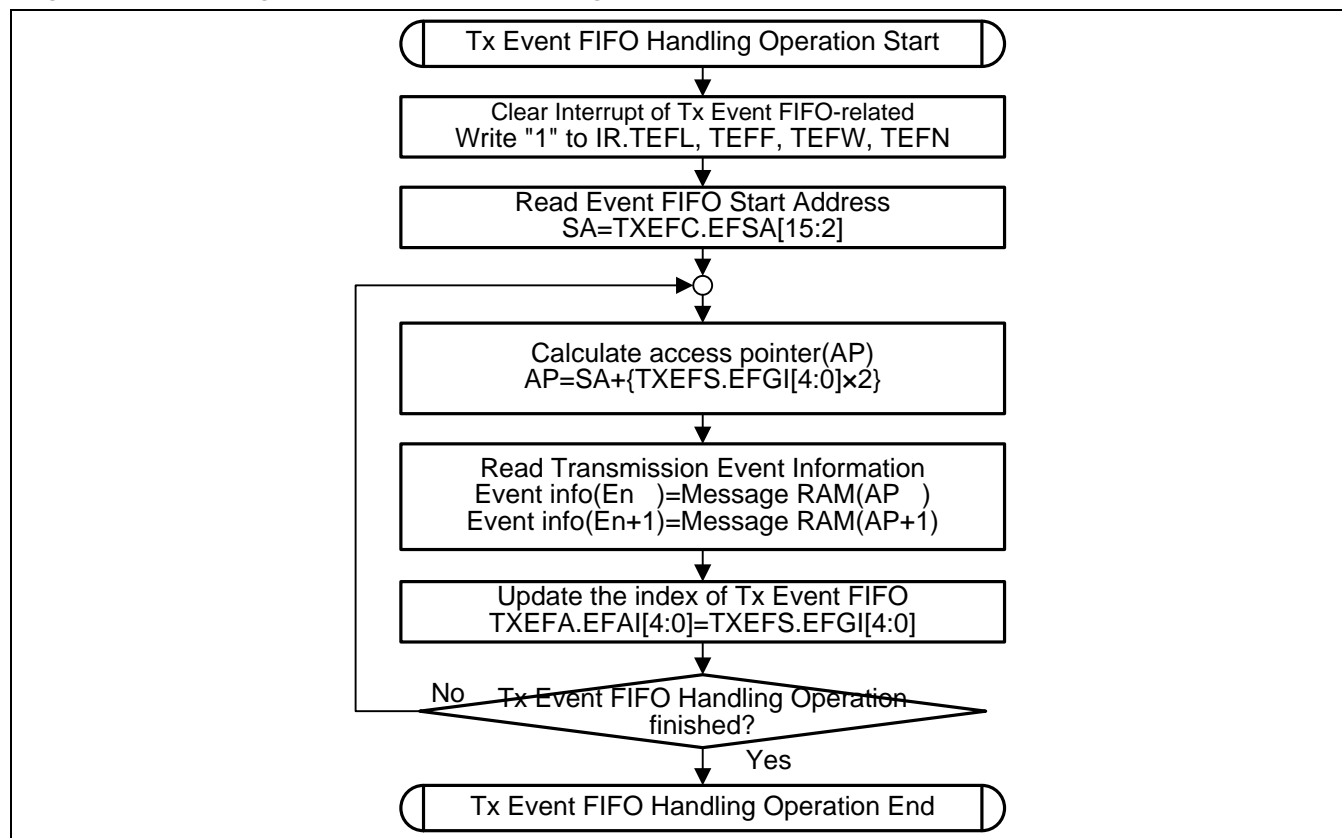 Tx Event FIFO Handling Operation Start
Clear Interrupt of Tx Event FIFO-related
Write "1" to IR.TEFL, TEFF, TEFW, TEFN
Read Event FIFO Start Address
SA=TXEFC.EFSA[15:2]
Calculate access pointer(AP)
AP=SA+{TXEFS.EFGI[4:0]×2}
Read Transmission Event Information
Event info(En   )=Message RAM(AP   )
Event info(En+1)=Message RAM(AP+1)
Update the index of Tx Event FIFO
TXEFA.EFAI[4:0]=TXEFS.EFGI[4:0]
No
Tx Event FIFO Handling Operation
finished?
Yes
Tx Event FIFO Handling Operation End